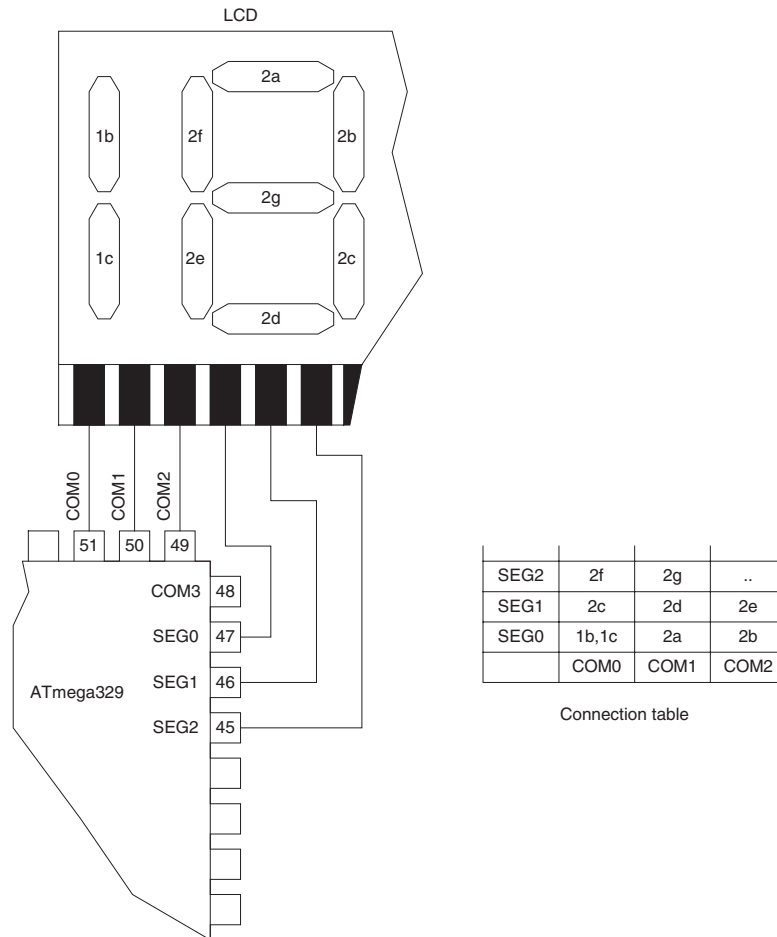 LCD
2a
1b 2f 2b
2g
1c 2e 2c
2d
COM0 COM1 COM2
51 50 49
COM3 48
SEG0 47
ATmega329 SEG1 46
SEG2 45
SEG2 2f 2g ..
SEG1 2c 2d 2e
SEG0 1b,1c 2a 2b
COM0 COM1 COM2
Connection table